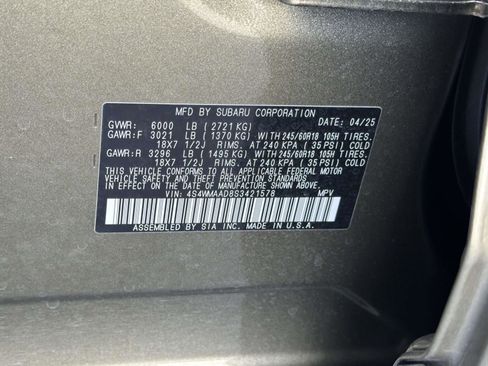 MFD BY SUBARU CORPORATION
GVWR: 6000 LB (2721 KG) DATE: 04/25
GAWR:F 3021 LB (1370 KG) WITH 245/60R18 105H TIRES.
18X7 1/2J RIMS. AT 240 KPA (35 PSI) COLD
GAWR:R 3296 LB (1495 KG) WITH 245/60R18 105H TIRES.
18X7 1/2J RIMS. AT 240 KPA (35 PSI) COLD
THIS VEHICLE CONFORMS TO ALL APPLICABLE FEDERAL MOTOR
VEHICLE SAFETY AND THEFT PREVENTION STANDARDS IN EFFECT
ON THE DATE OF MANUFACTURE SHOWN ABOVE.
VIN: 4S4WMAAD8S3421578 MPV
ASSEMBLED BY SIA INC. MADE IN U.S.A.